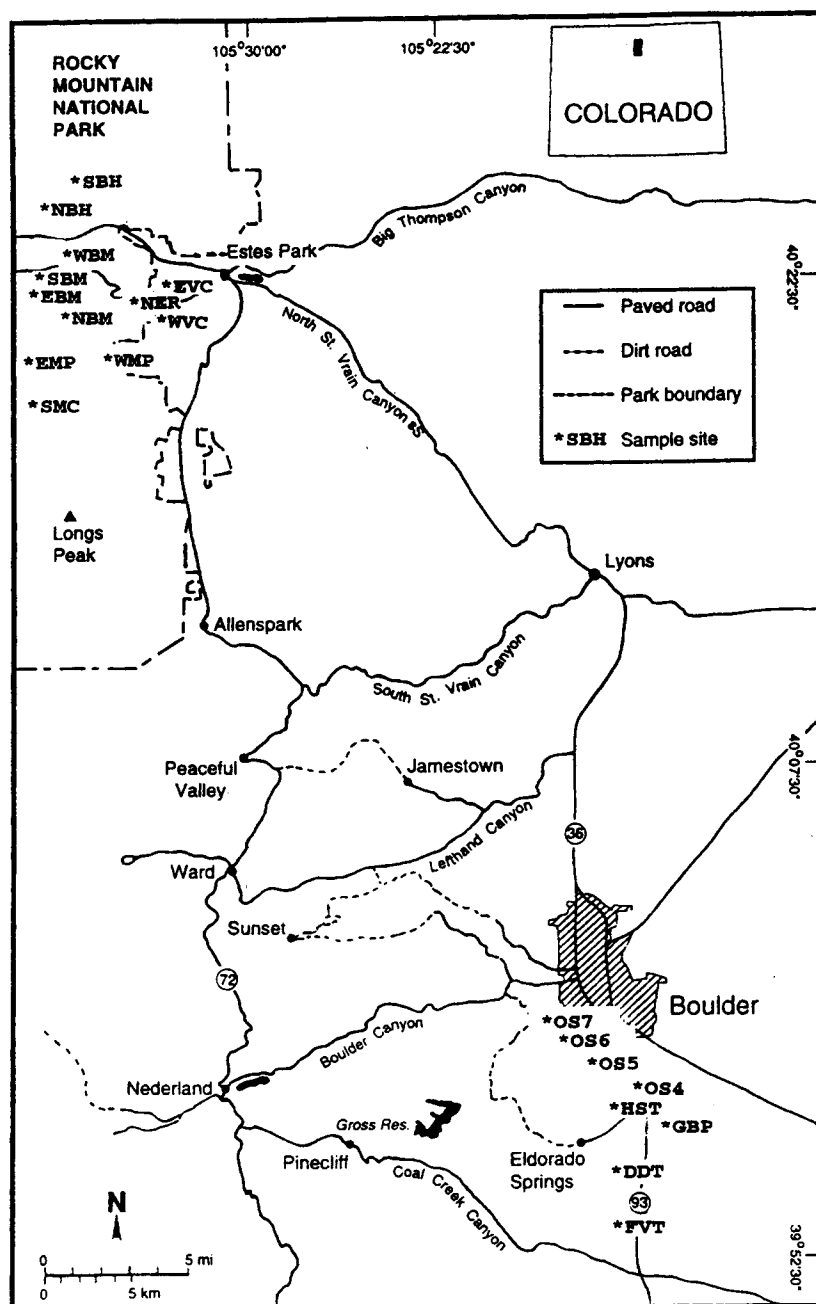 105°30'00"
105°22'30"
ROCKY
MOUNTAIN
NATIONAL
PARK
COLORADO
*SBH
*NBH
Big Thompson Canyon
*WBM
Estes Park
40°22'30"
*SBM
*EVC
*EBM
*NER
*NBM
*WVC
North St. Vrain Canyon sS
*EMP
*WMP
*SMC
Paved road
Dirt road
Park boundary
*SBH Sample site
Longs
Peak
Lyons
Allenspark
South St. Vrain Canyon
Peaceful
Valley
Jamestown
40°07'30"
Lefthand Canyon
36
Ward
Sunset
72
Boulder
*OS7
*OS6
Boulder Canyon
*OS5
Nederland
*OS4
*HST
*GBP
Gross Res.
Pinecliff
Eldorado
Springs
Coal Creek Canyon
*DDT
93
*FVT
N
39°52'30"
0 5 mi
0 5 km